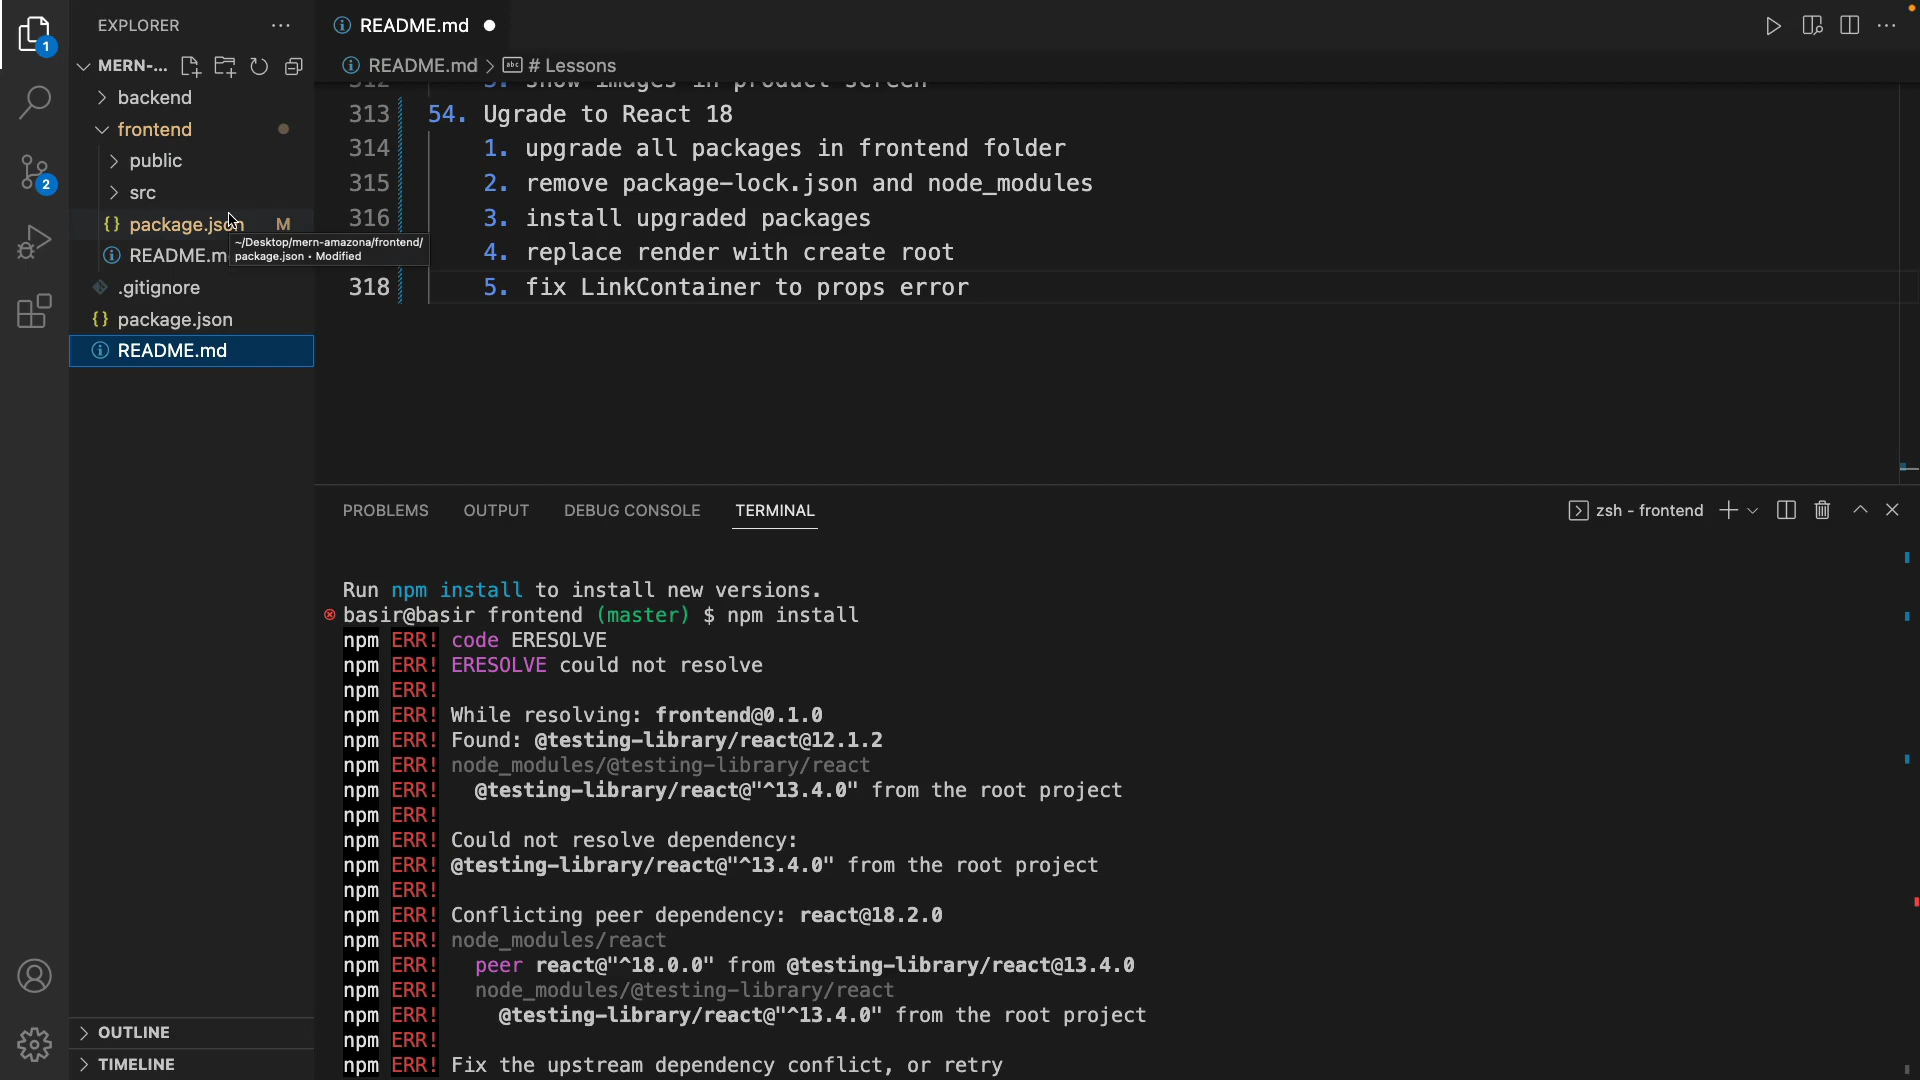 EXPLORER
MERN-...
backend
frontend
public
src
package.json M
README.m
~/Desktop/mern-amazona/frontend/
package.json • Modified
.gitignore
package.json
README.md
OUTLINE
TIMELINE
1
2
README.md
README.md > # Lessons
312 3. show images in product screen
313 54. Ugrade to React 18
314 1. upgrade all packages in frontend folder
315 2. remove package-lock.json and node_modules
316 3. install upgraded packages
4. replace render with create root
318 5. fix LinkContainer to props error
PROBLEMS OUTPUT DEBUG CONSOLE TERMINAL
zsh - frontend
Run npm install to install new versions.
basir@basir frontend (master) $ npm install
npm ERR! code ERESOLVE
npm ERR! ERESOLVE could not resolve
npm ERR!
npm ERR! While resolving: frontend@0.1.0
npm ERR! Found: @testing-library/react@12.1.2
npm ERR! node_modules/@testing-library/react
npm ERR!   @testing-library/react@"^13.4.0" from the root project
npm ERR!
npm ERR! Could not resolve dependency:
npm ERR! @testing-library/react@"^13.4.0" from the root project
npm ERR!
npm ERR! Conflicting peer dependency: react@18.2.0
npm ERR! node_modules/react
npm ERR!   peer react@"^18.0.0" from @testing-library/react@13.4.0
npm ERR!   node_modules/@testing-library/react
npm ERR!     @testing-library/react@"^13.4.0" from the root project
npm ERR!
npm ERR! Fix the upstream dependency conflict, or retry